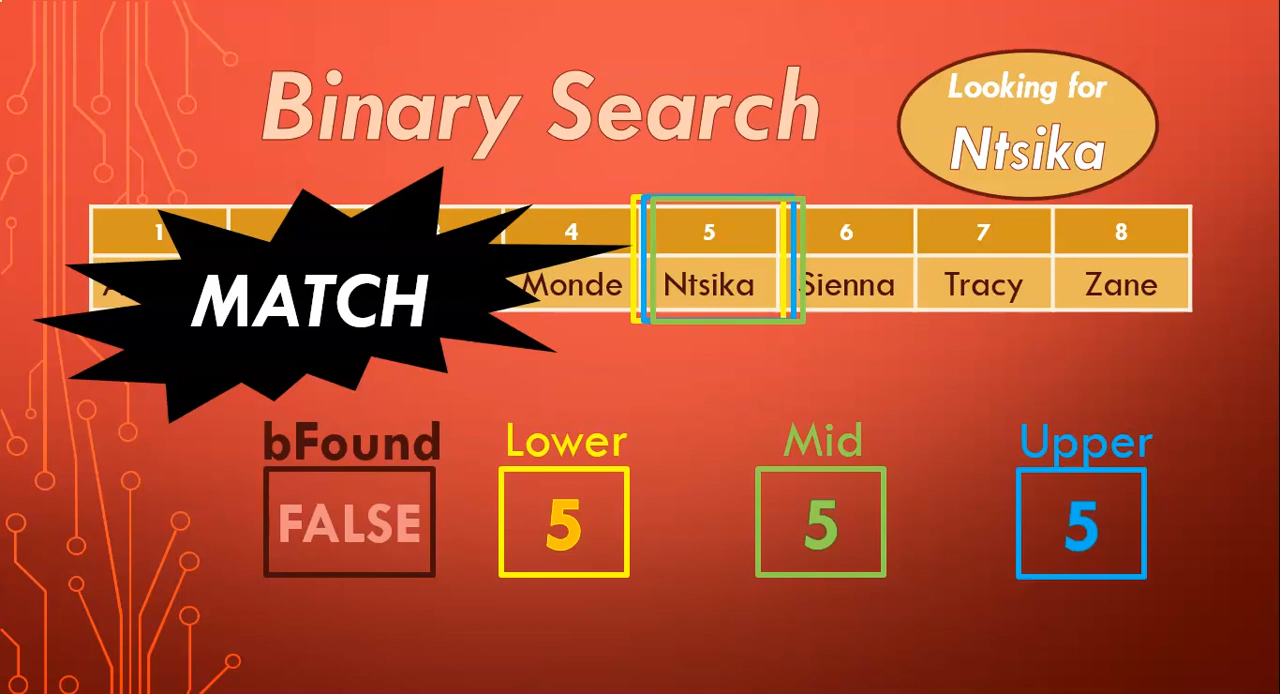 Binary Search
Looking for
Ntsika
1 4 5 6 7 8
MATCH
Monde Ntsika Sienna Tracy Zane
bFound Lower Mid Upper
FALSE 5 5 5